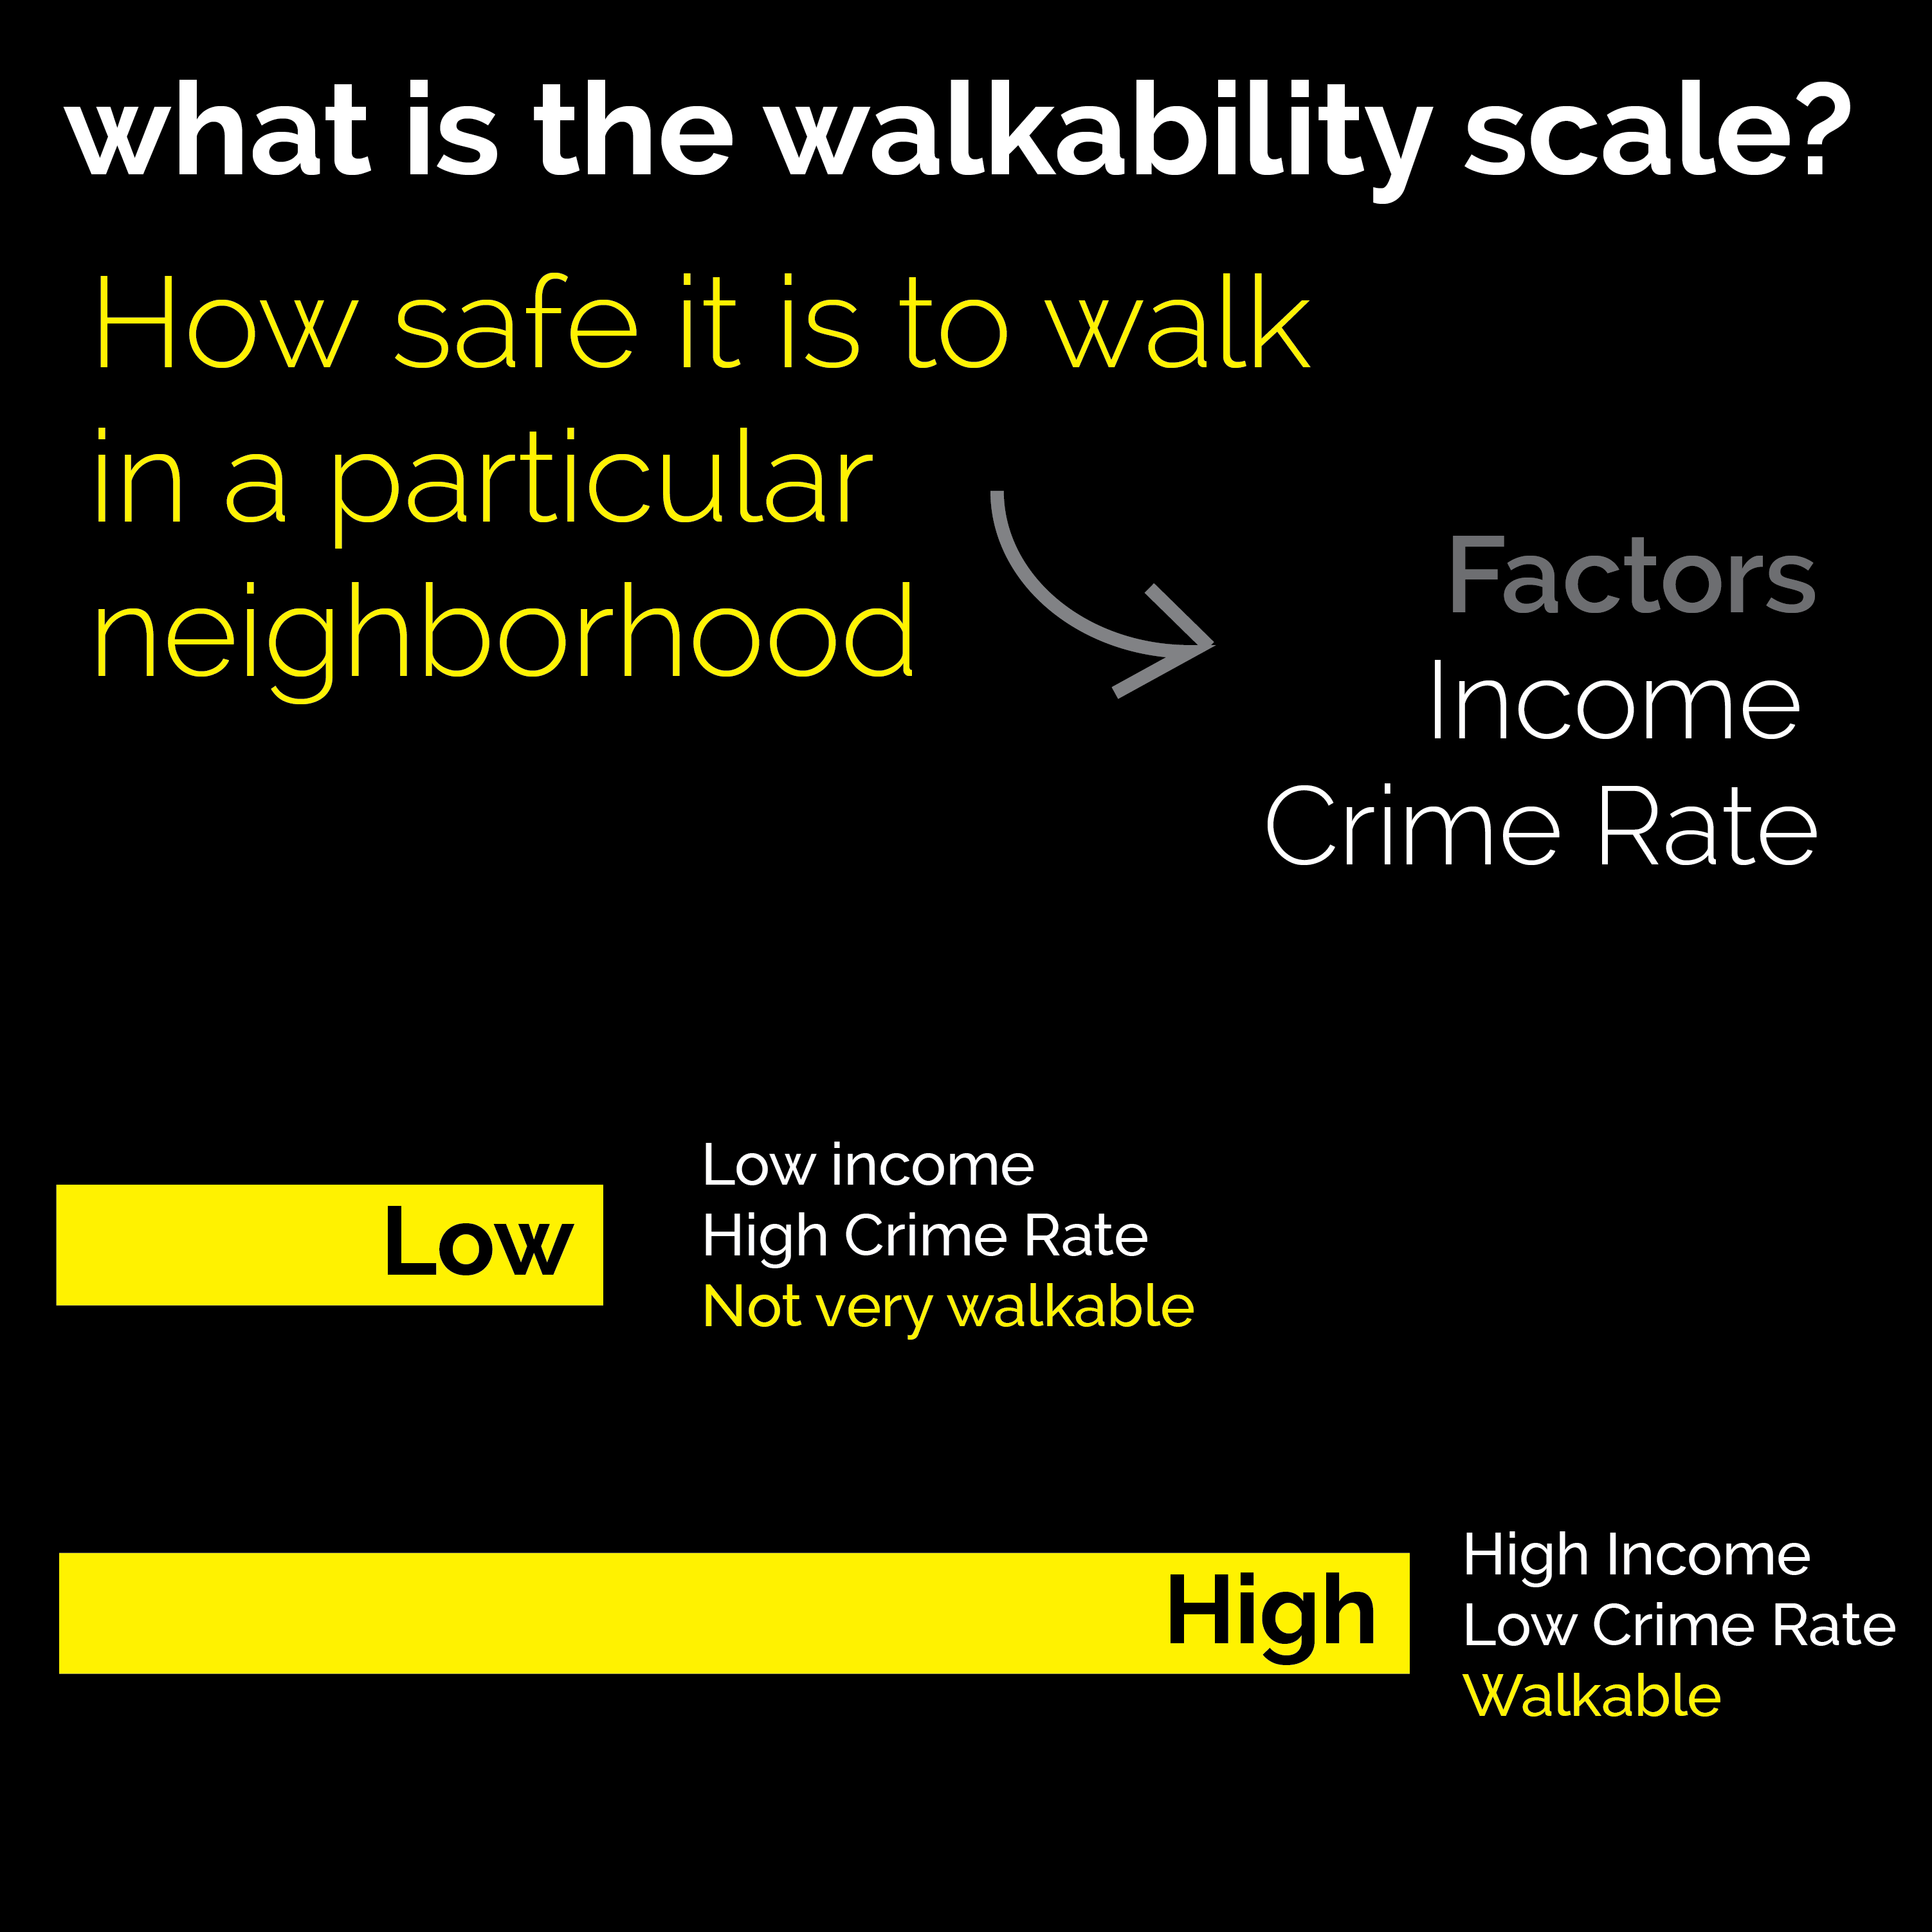 what is the walkability scale?
How safe it is to walk
in a particular
neighborhood
Factors
Income
Crime Rate
Low
Low income
High Crime Rate
Not very walkable
High
High Income
Low Crime Rate
Walkable